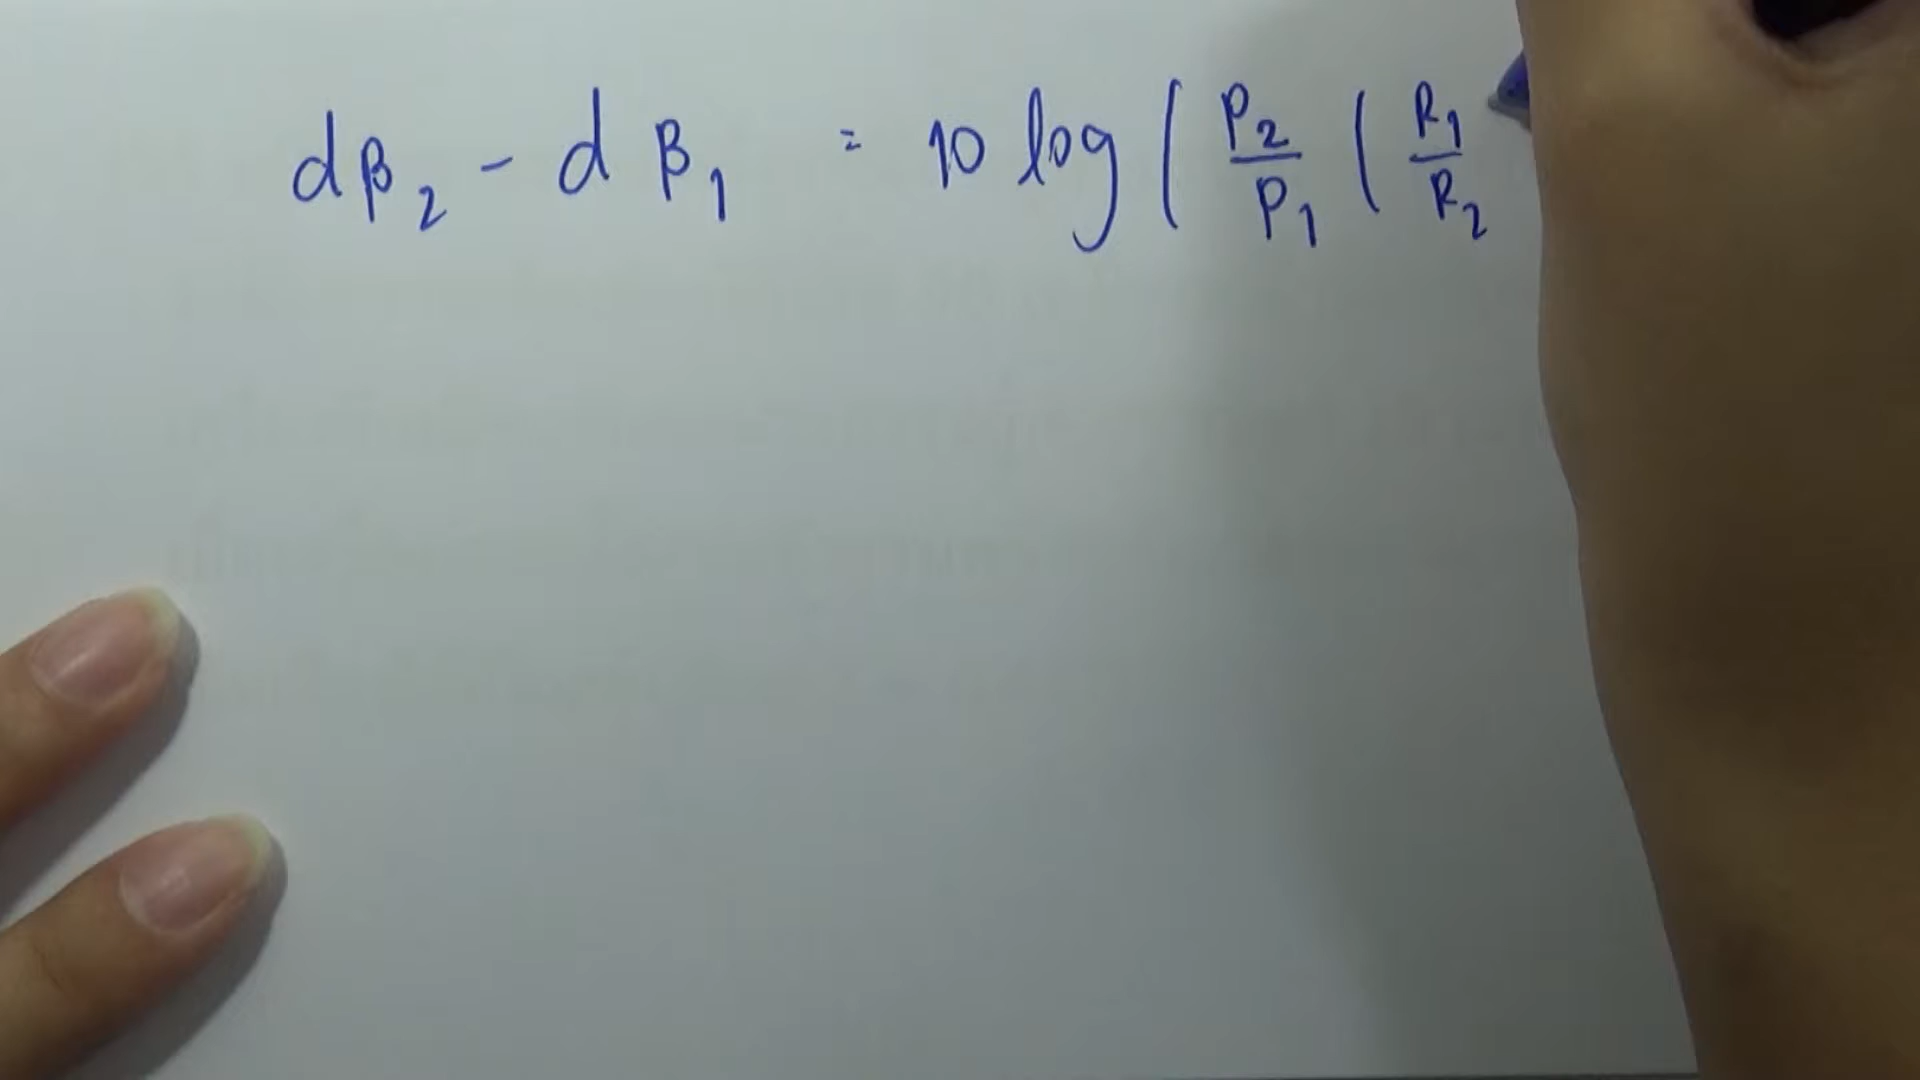 dβ₂ - dβ₁ = 10 log ( P₂/P₁ ( R₁/R₂